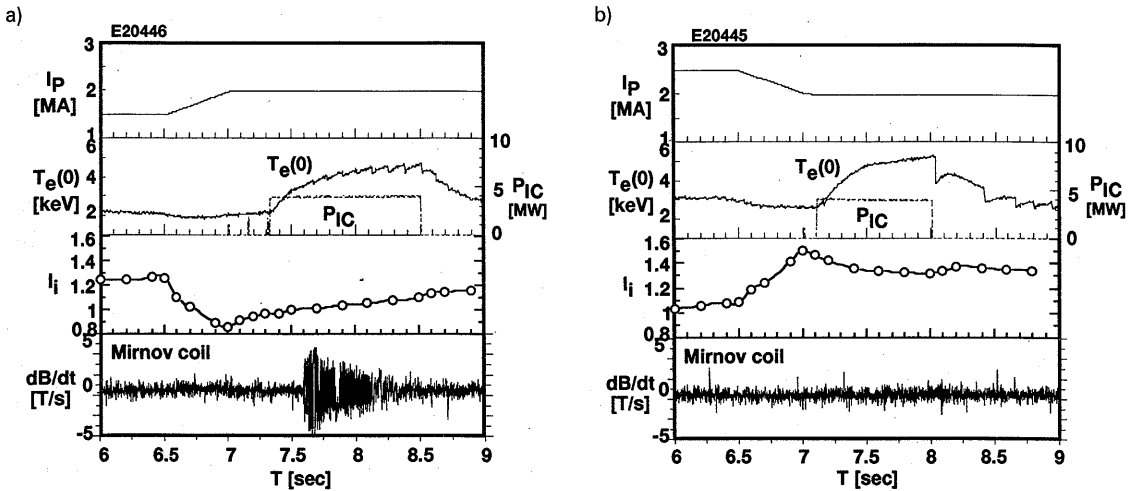 a)
E20446
3
I_P
[MA]
2
1
6
T_e(0)
[keV]
4
2
T_e(0)
P_IC
10
5
0
P_IC
[MW]
1.6
1.4
l_i
1.2
1
0.8
Mirnov coil
5
dB/dt
[T/s]
0
-5
6 6.5 7 7.5 8 8.5 9
T [sec]
b)
E20445
3
I_P
[MA]
2
1
6
T_e(0)
[keV]
4
2
T_e(0)
P_IC
10
5
0
P_IC
[MW]
1.6
1.4
l_i
1.2
1
0.8
Mirnov coil
5
dB/dt
[T/s]
0
-5
6 6.5 7 7.5 8 8.5 9
T [sec]